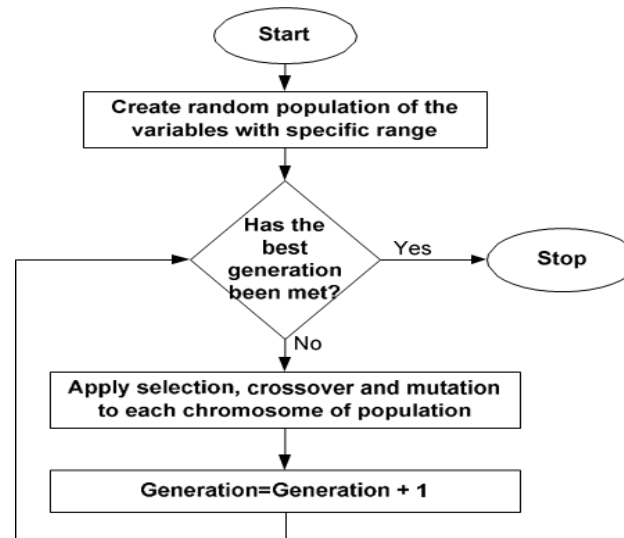 Start
Create random population of the
variables with specific range
Has the
best
generation
been met?
Yes
Stop
No
Apply selection, crossover and mutation
to each chromosome of population
Generation=Generation + 1